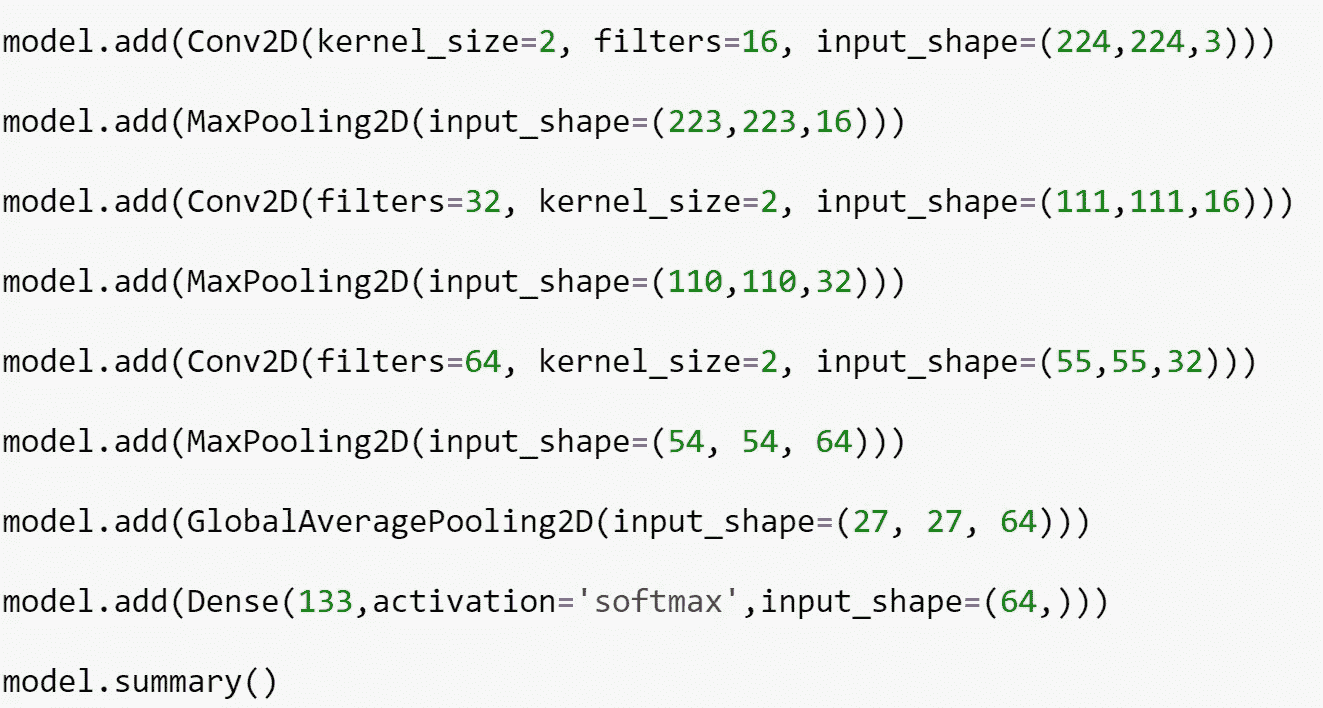 model.add(Conv2D(kernel_size=2, filters=16, input_shape=(224,224,3)))
model.add(MaxPooling2D(input_shape=(223,223,16)))
model.add(Conv2D(filters=32, kernel_size=2, input_shape=(111,111,16)))
model.add(MaxPooling2D(input_shape=(110,110,32)))
model.add(Conv2D(filters=64, kernel_size=2, input_shape=(55,55,32)))
model.add(MaxPooling2D(input_shape=(54, 54, 64)))
model.add(GlobalAveragePooling2D(input_shape=(27, 27, 64)))
model.add(Dense(133,activation='softmax',input_shape=(64,)))
model.summary()